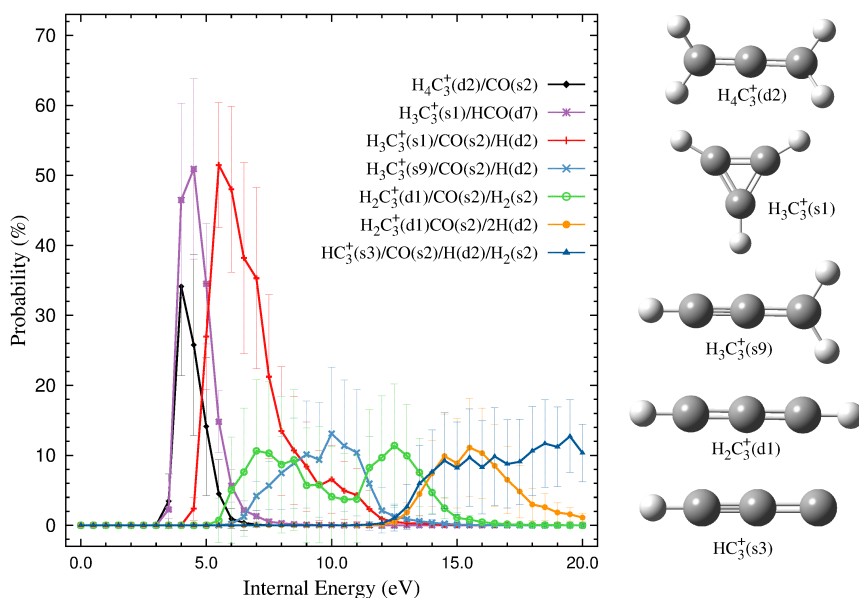 70
60
50
40
30
20
10
0
Probability (%)
0.0 5.0 10.0 15.0 20.0
Internal Energy (eV)
H₄C₃⁺(d2)/CO(s2)
H₃C₃⁺(s1)/HCO(d7)
H₃C₃⁺(s1)/CO(s2)/H(d2)
H₃C₃⁺(s9)/CO(s2)/H(d2)
H₂C₃⁺(d1)/CO(s2)/H₂(s2)
H₂C₃⁺(d1)CO(s2)/2H(d2)
HC₃⁺(s3)/CO(s2)/H(d2)/H₂(s2)
H₄C₃⁺(d2)
H₃C₃⁺(s1)
H₃C₃⁺(s9)
H₂C₃⁺(d1)
HC₃⁺(s3)